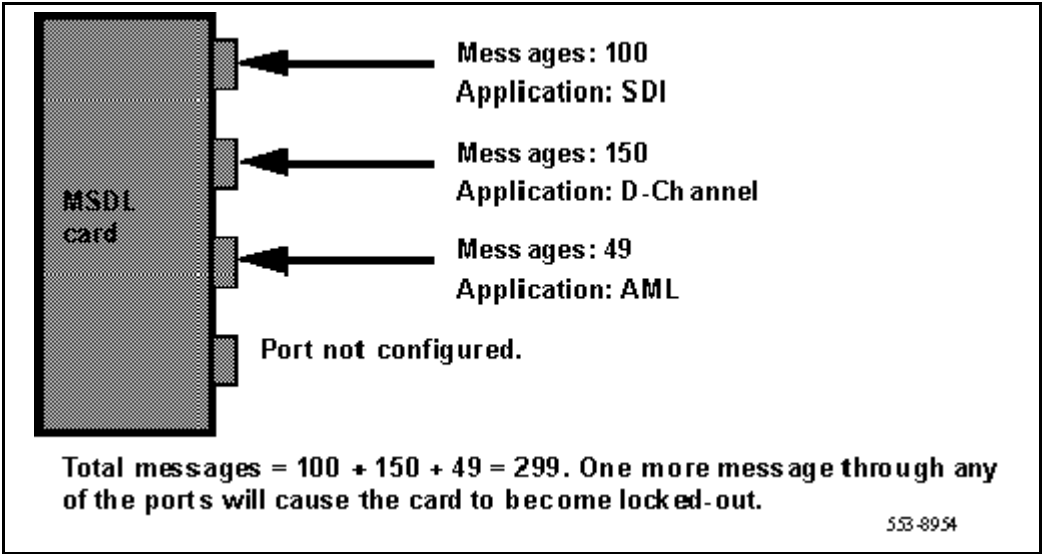 Messages: 100
Application: SDI
Messages: 150
Application: D-Channel
MSDL
card
Messages: 49
Application: AML
Port not configured.
Total messages = 100 + 150 + 49 = 299. One more message through any
of the ports will cause the card to become locked-out.
553-8954